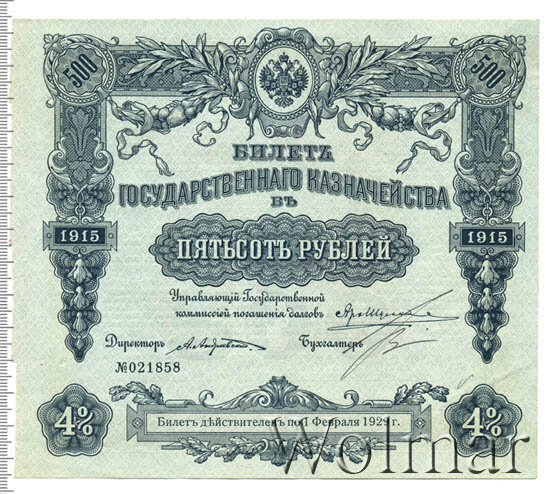 500 500
БИЛЕТЪ
ГОСУДАРСТВЕННАГО КАЗНАЧЕЙСТВА
ВЪ
1915 ПЯТЬСОТЪ РУБЛЕЙ 1915
Управляющій Государственной
коммиссіей погашенія долговъ
Директоръ Бухгалтеръ
№021858
4% 4%
Билетъ дѣйствителенъ по 1 Февраля 1929 г.
Wolmar